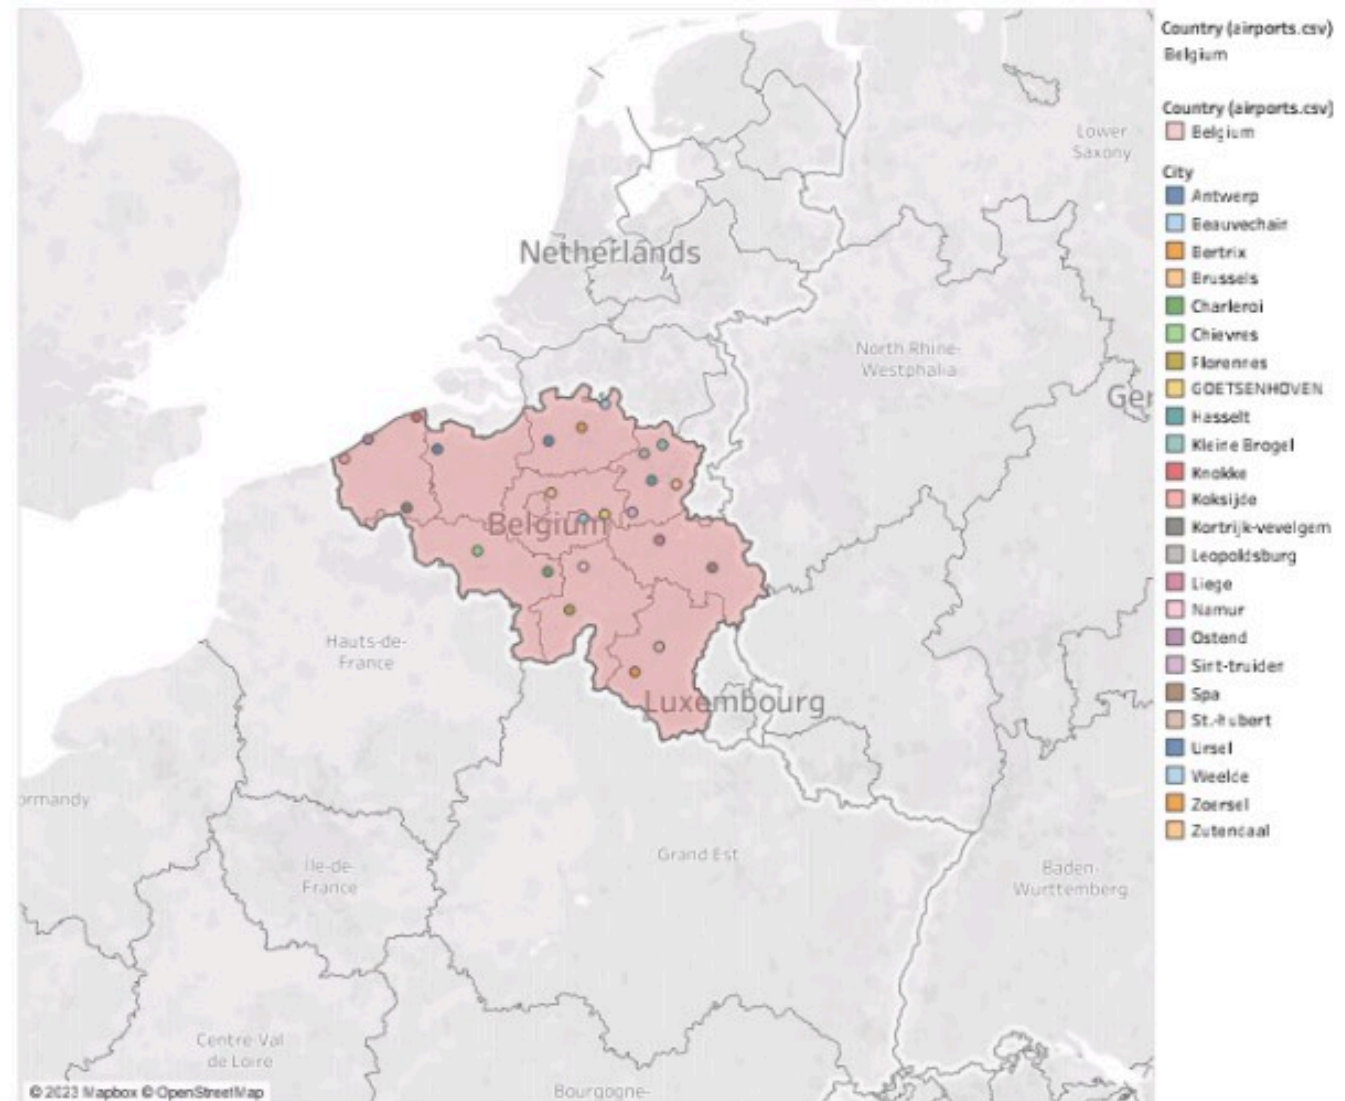 Country (airports.csv)
Belgium
Country (airports.csv)
Belgium
City
Antwerp
Beauvechain
Bertrix
Brussels
Charleroi
Chievres
Florennes
GOETSENHOVEN
Hasselt
Kleine Brogel
Knokke
Koksijde
Kortrijk-vevelgem
Leopoldsburg
Liege
Namur
Ostend
Sint-truiden
Spa
St.-hubert
Ursel
Weelde
Zoersel
Zutendaal
Lower
Saxony
Netherlands
North Rhine-
Westphalia
Ger
Belgium
Hauts-de-
France
Luxembourg
ormandy
Île-de-
France
Grand Est
Baden-
Wurttemberg
Centre-Val
de Loire
Bourgogne-
© 2023 Mapbox © OpenStreetMap